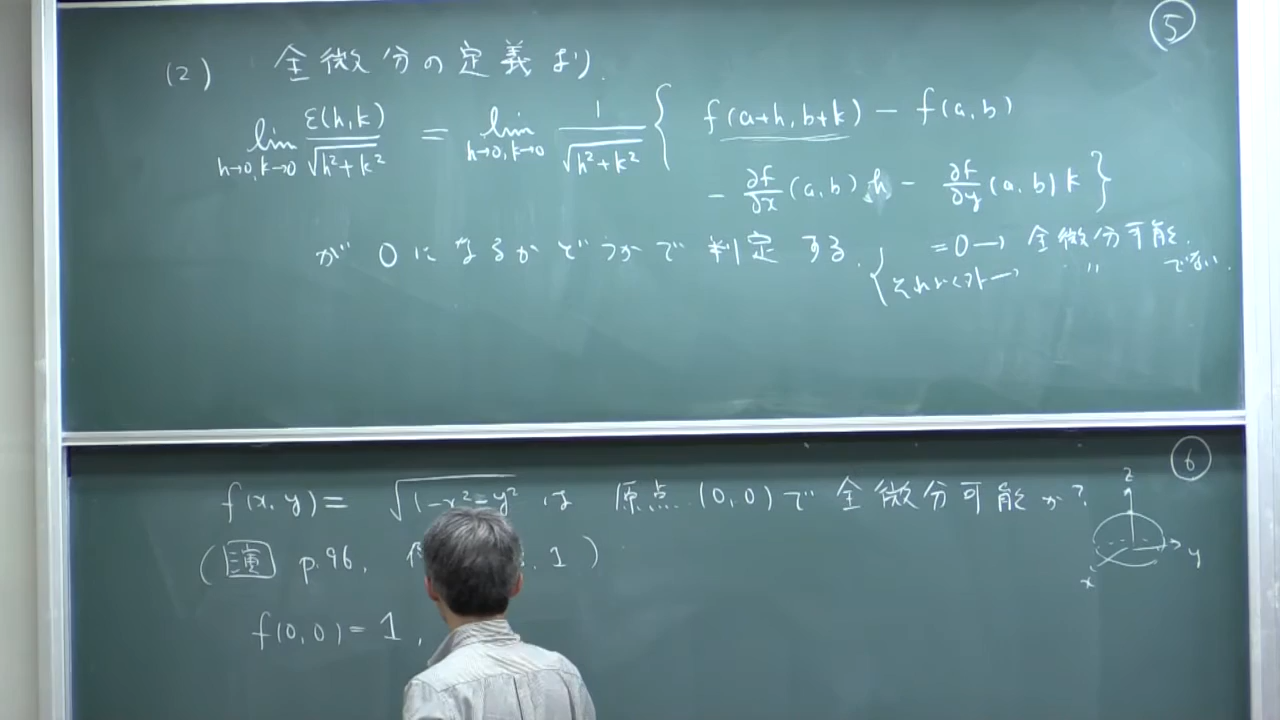 ⑤
(2) 全微分の定義より.
lim h→0, k→0 ε(h, k) / √(h²+k²) = lim h→0, k→0 1 / √(h²+k²) { f(a+h, b+k) − f(a, b)
− ∂f/∂x (a, b) h − ∂f/∂y (a, b) k }
が 0 になるかどうかで 判定する. { =0 → 全微分可能.
それ以外 → 〃 でない.
⑥
f(x, y) = √(1−x²−y²) は 原点 (0, 0) で 全微分可能か?
(演 p.96, . 1 )
f(0, 0) = 1,
z
y
x